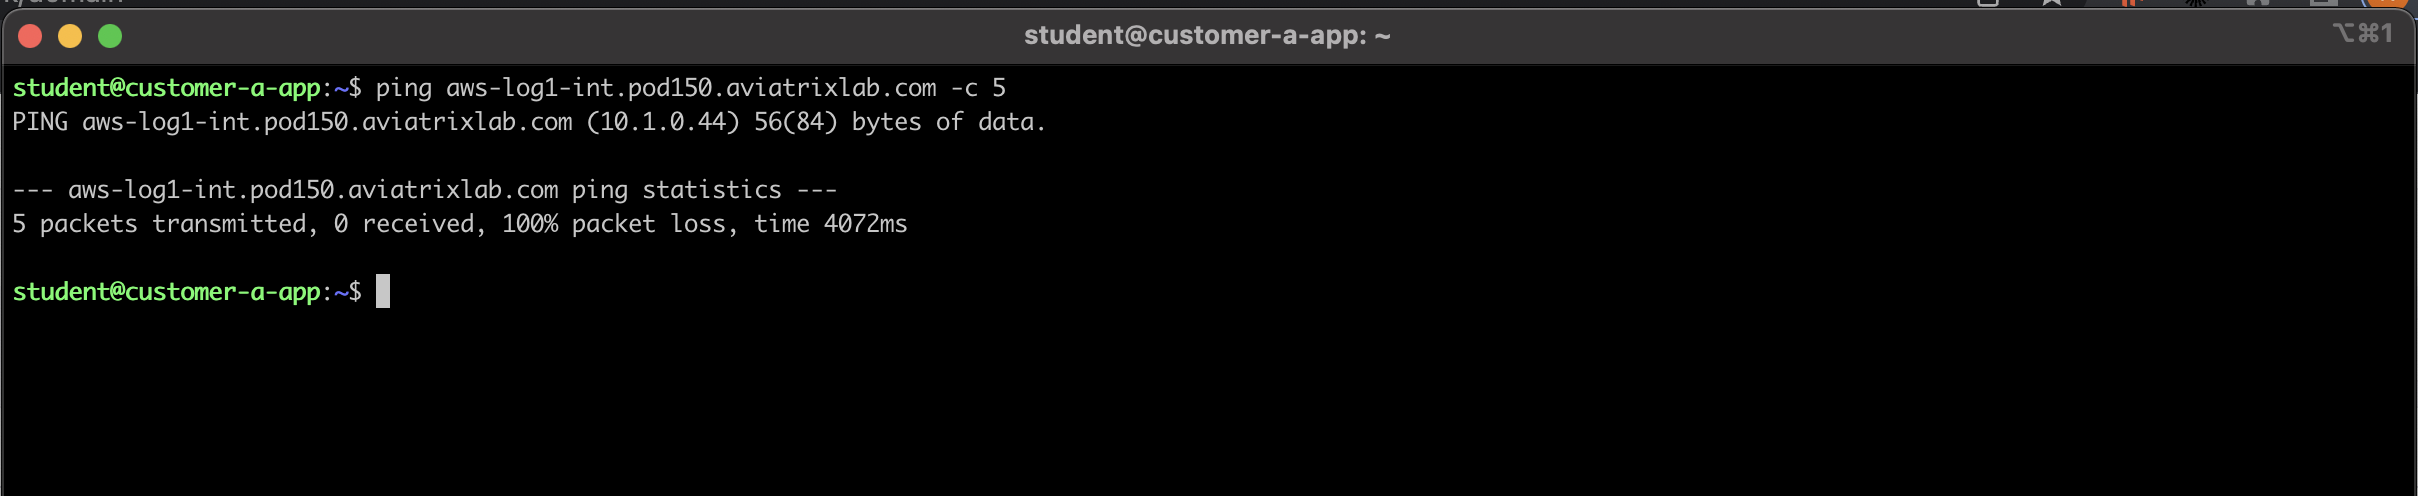 student@customer-a-app: ~
⌥⌘1
student@customer-a-app:~$ ping aws-log1-int.pod150.aviatrixlab.com -c 5
PING aws-log1-int.pod150.aviatrixlab.com (10.1.0.44) 56(84) bytes of data.

--- aws-log1-int.pod150.aviatrixlab.com ping statistics ---
5 packets transmitted, 0 received, 100% packet loss, time 4072ms

student@customer-a-app:~$